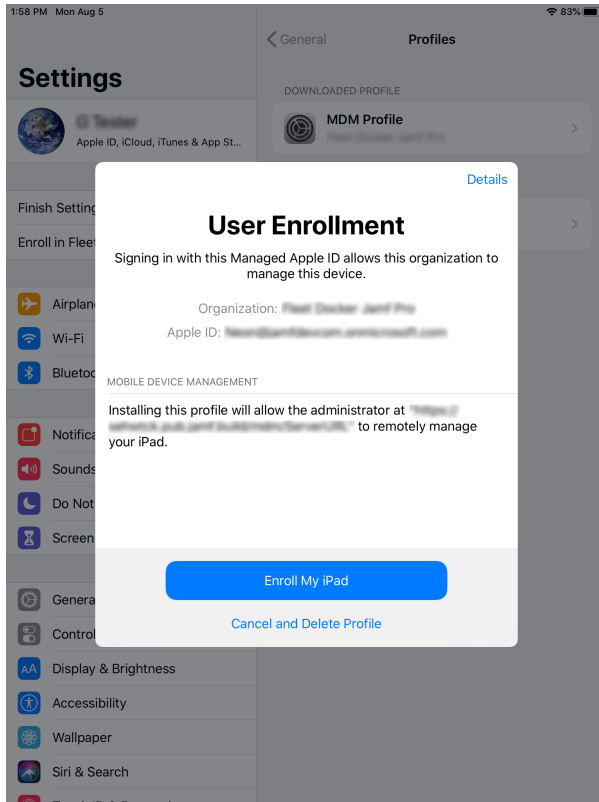 1:58 PM Mon Aug 5
83%
Settings
Apple ID, iCloud, iTunes & App St...
Finish Setting
Enroll in Fleet
Airplan
Wi-Fi
Bluetoo
Notifica
Sounds
Do Not
Screen
Genera
Control
Display & Brightness
AA
Accessibility
Wallpaper
Siri & Search
General
Profiles
DOWNLOADED PROFILE
MDM Profile
Details
User Enrollment
Signing in with this Managed Apple ID allows this organization to
manage this device.
Organization:
Apple ID:
MOBILE DEVICE MANAGEMENT
Installing this profile will allow the administrator at
to remotely manage
your iPad.
Enroll My iPad
Cancel and Delete Profile